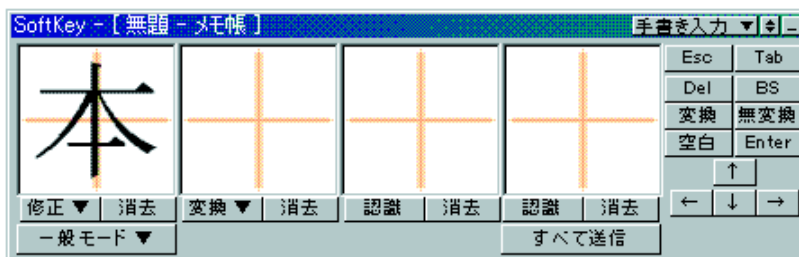 SoftKey - [ 無題 - メモ帳 ] 手書き入力 ▼
本
Esc Tab
Del BS
変換 無変換
空白 Enter
↑
修正 ▼ 消去 変換 ▼ 消去 認識 消去 認識 消去 ← ↓ →
一般モード ▼ すべて送信